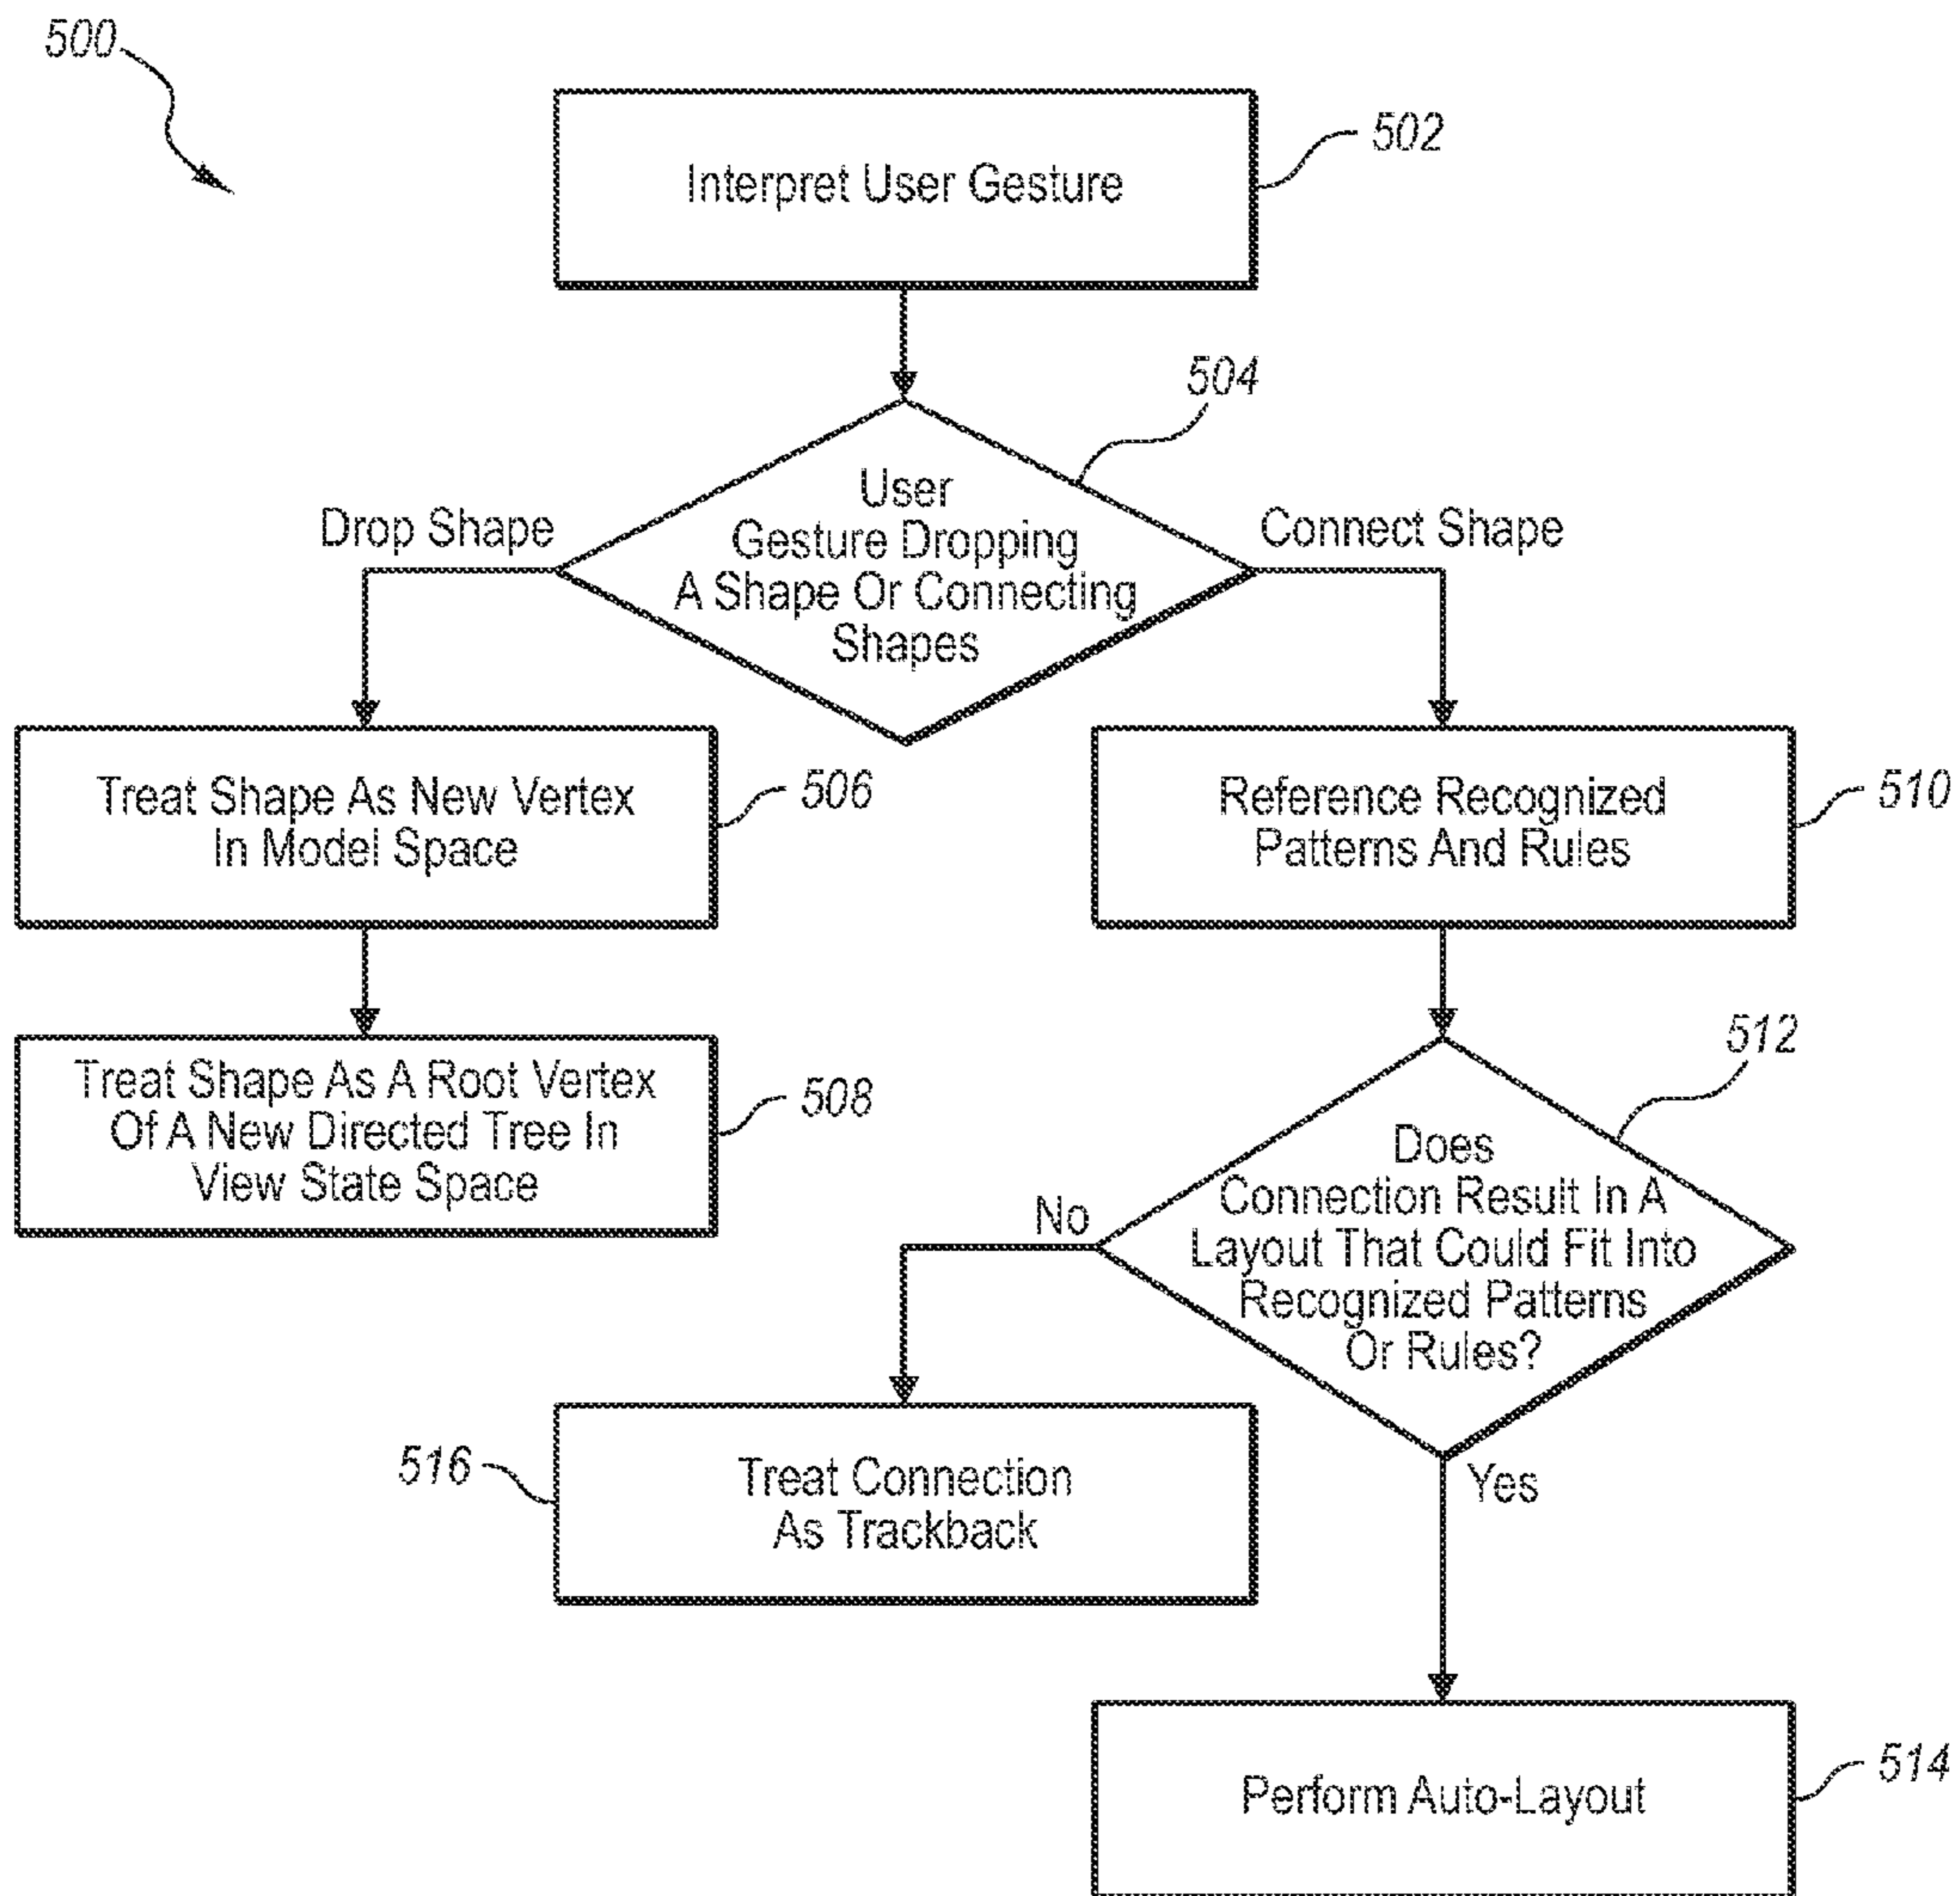 500
Interpret User Gesture
502
504
User
Gesture Dropping
A Shape Or Connecting
Shapes
Drop Shape
Connect Shape
Treat Shape As New Vertex
In Model Space
506
Reference Recognized
Patterns And Rules
510
Treat Shape As A Root Vertex
Of A New Directed Tree In
View State Space
508
512
Does
Connection Result In A
Layout That Could Fit Into
Recognized Patterns
Or Rules?
No
Yes
516
Treat Connection
As Trackback
Perform Auto-Layout
514